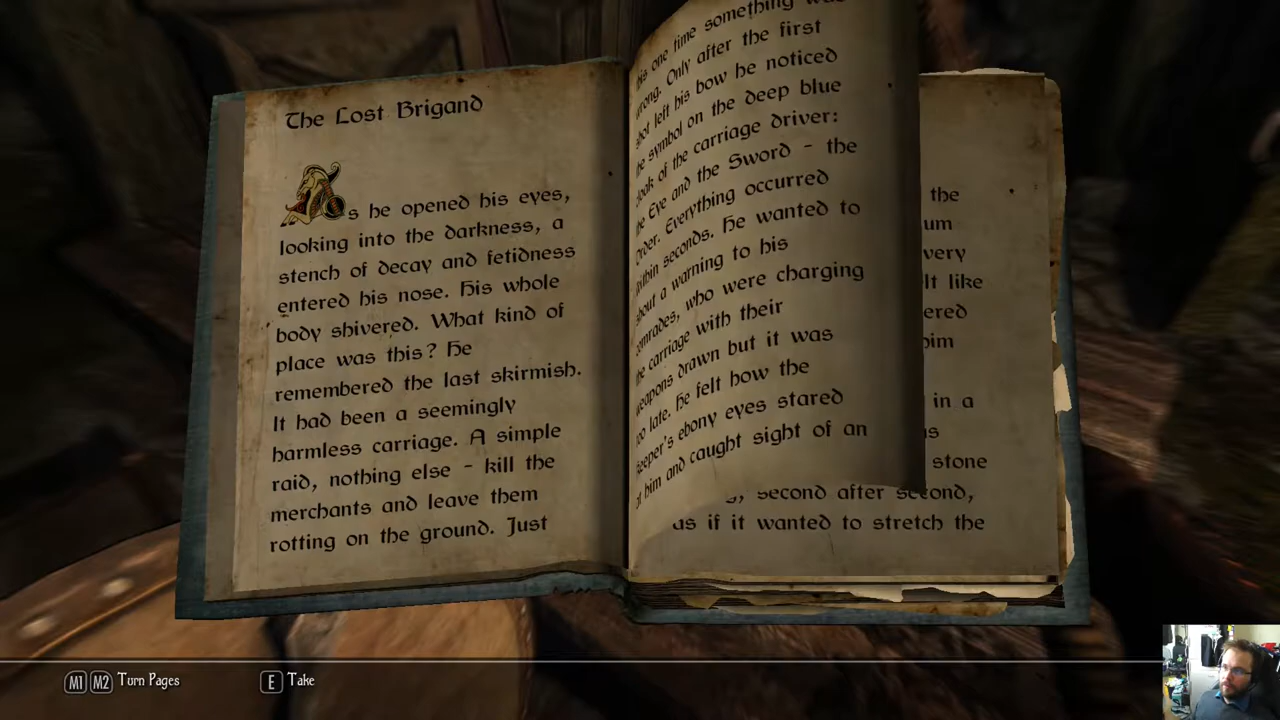 The Lost Brigand
As he opened his eyes,
looking into the darkness, a
stench of decay and fetidness
entered his nose. His whole
body shivered. What kind of
place was this? He
remembered the last skirmish.
It had been a seemingly
harmless carriage. A simple
raid, nothing else - kill the
merchants and leave them
rotting on the ground. Just
this one time something was
wrong. Only after the first
shot left his bow he noticed
the symbol on the deep blue
cloak of the carriage driver:
the Eye and the Sword - the
Order. Everything occurred
within seconds. He wanted to
shout a warning to his
comrades, who were charging
the carriage with their
weapons drawn but it was
too late. He felt how the
Keeper's ebony eyes stared
at him and caught sight of an
the
um
very
lt like
ered
him
in a
as
stone
second after second,
as if it wanted to stretch the
M1 M2 Turn Pages
E Take